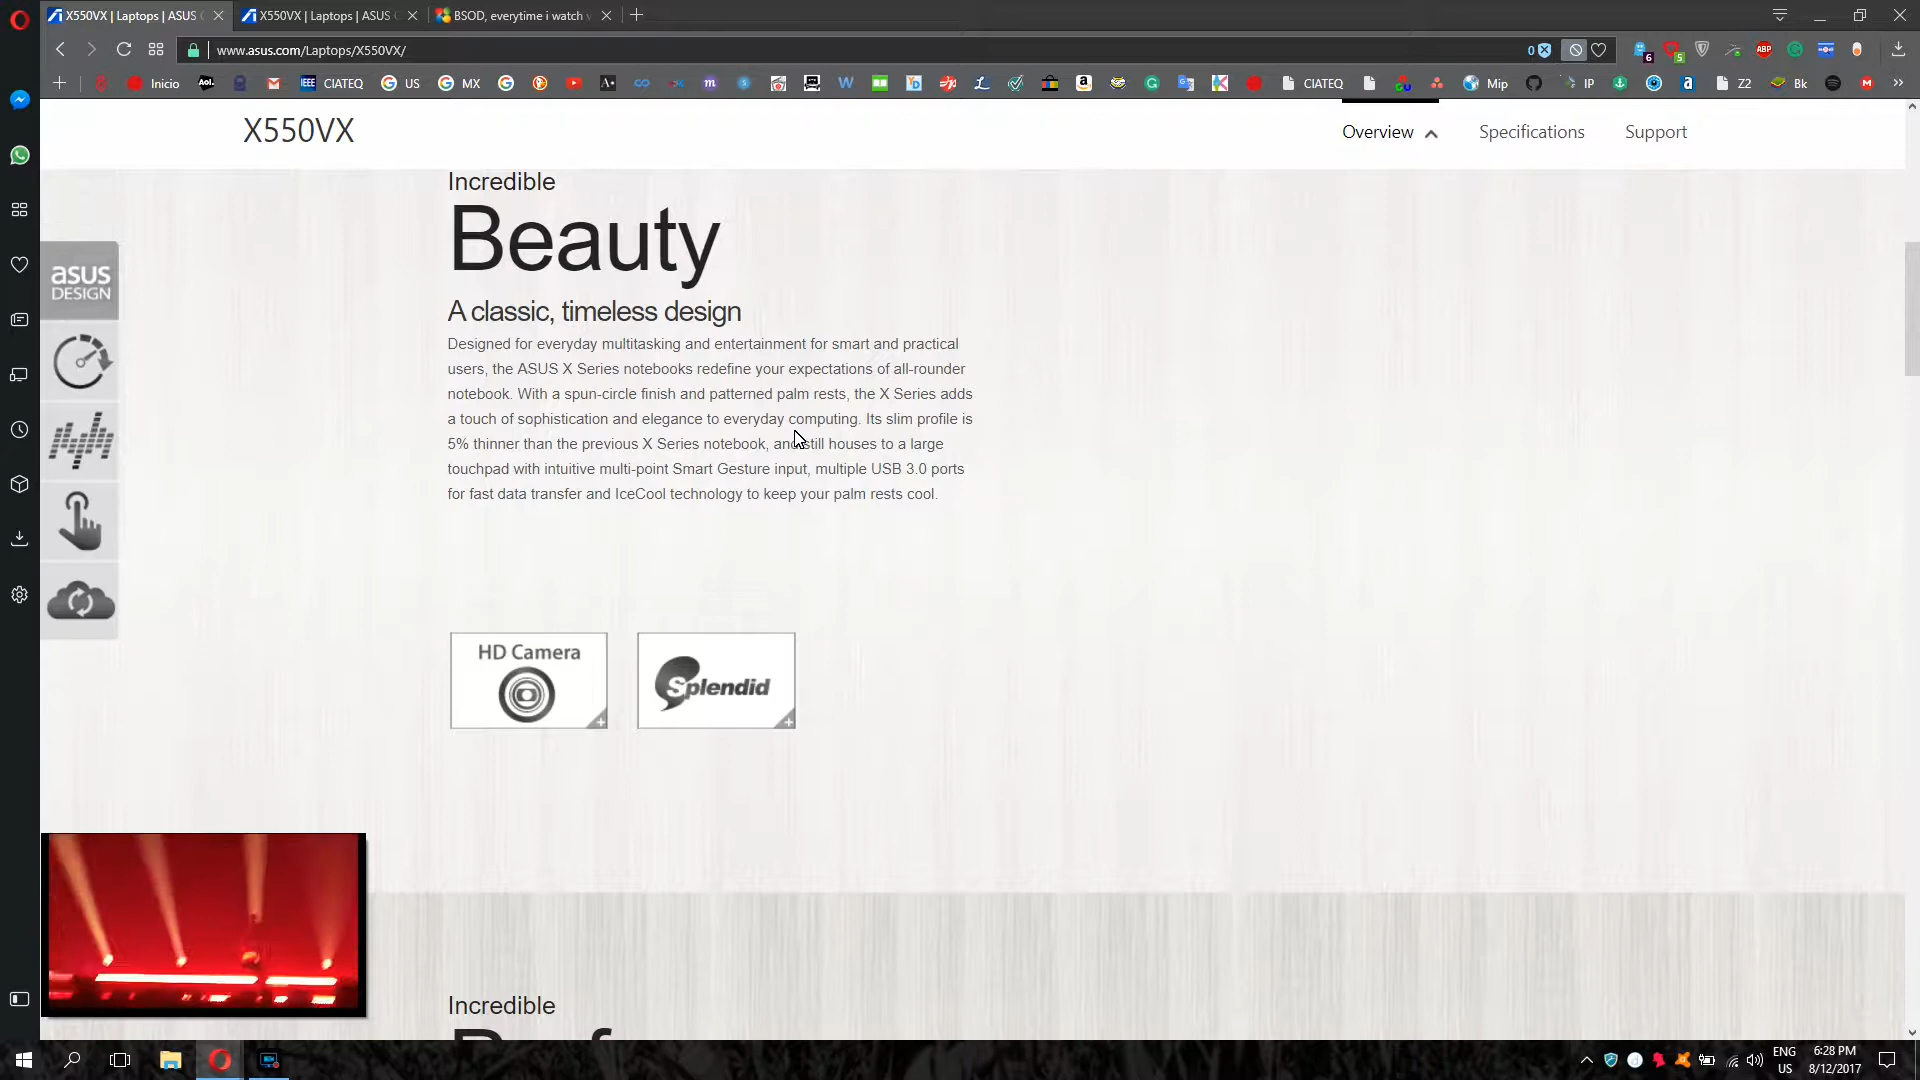 X550VX | Laptops | ASUS
X550VX | Laptops | ASUS
BSOD, everytime i watch
www.asus.com/Laptops/X550VX/
0
6
5
ABP
Inicio
Aol.
IEEE CIATEQ
US
MX
CIATEQ
Mip
IP
Z2
Bk
X550VX
Overview
Specifications
Support
Incredible
Beauty
A classic, timeless design
Designed for everyday multitasking and entertainment for smart and practical
users, the ASUS X Series notebooks redefine your expectations of all-rounder
notebook. With a spun-circle finish and patterned palm rests, the X Series adds
a touch of sophistication and elegance to everyday computing. Its slim profile is
5% thinner than the previous X Series notebook, and still houses to a large
touchpad with intuitive multi-point Smart Gesture input, multiple USB 3.0 ports
for fast data transfer and IceCool technology to keep your palm rests cool.
asus
DESIGN
HD Camera
Splendid
Incredible
ENG
US
6:28 PM
8/12/2017